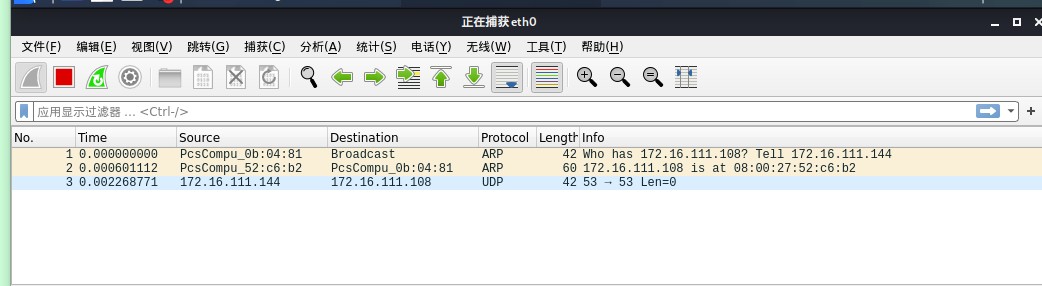 正在捕获eth0
文件(F) 编辑(E) 视图(V) 跳转(G) 捕获(C) 分析(A) 统计(S) 电话(Y) 无线(W) 工具(T) 帮助(H)
应用显示过滤器 … <Ctrl-/>
No. Time Source Destination Protocol Length Info
1 0.000000000 PcsCompu_0b:04:81 Broadcast ARP 42 Who has 172.16.111.108? Tell 172.16.111.144
2 0.000601112 PcsCompu_52:c6:b2 PcsCompu_0b:04:81 ARP 60 172.16.111.108 is at 08:00:27:52:c6:b2
3 0.002268771 172.16.111.144 172.16.111.108 UDP 42 53 → 53 Len=0